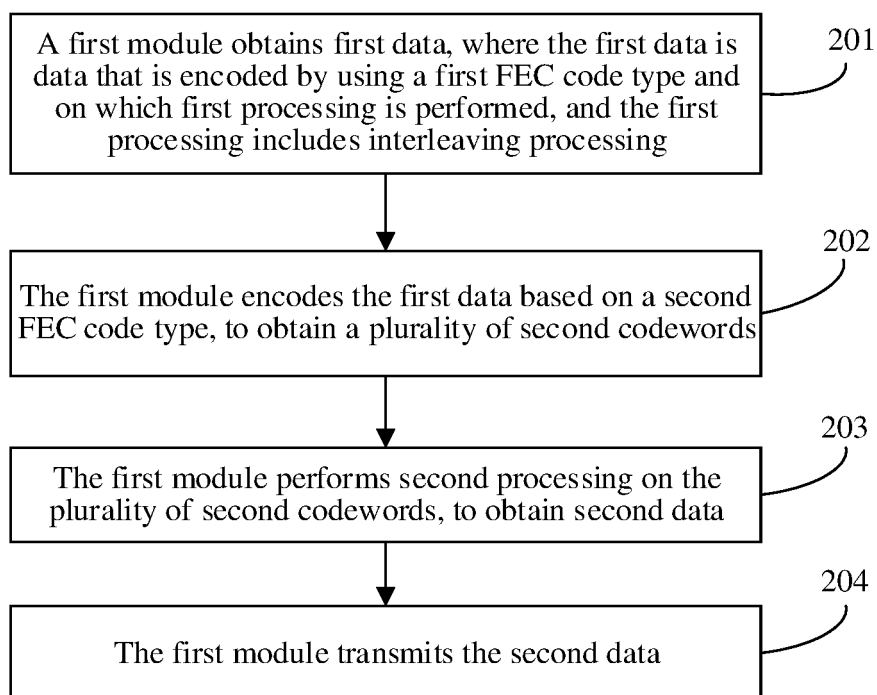 A first module obtains first data, where the first data is
data that is encoded by using a first FEC code type and
on which first processing is performed, and the first
processing includes interleaving processing
201
The first module encodes the first data based on a second
FEC code type, to obtain a plurality of second codewords
202
The first module performs second processing on the
plurality of second codewords, to obtain second data
203
The first module transmits the second data
204